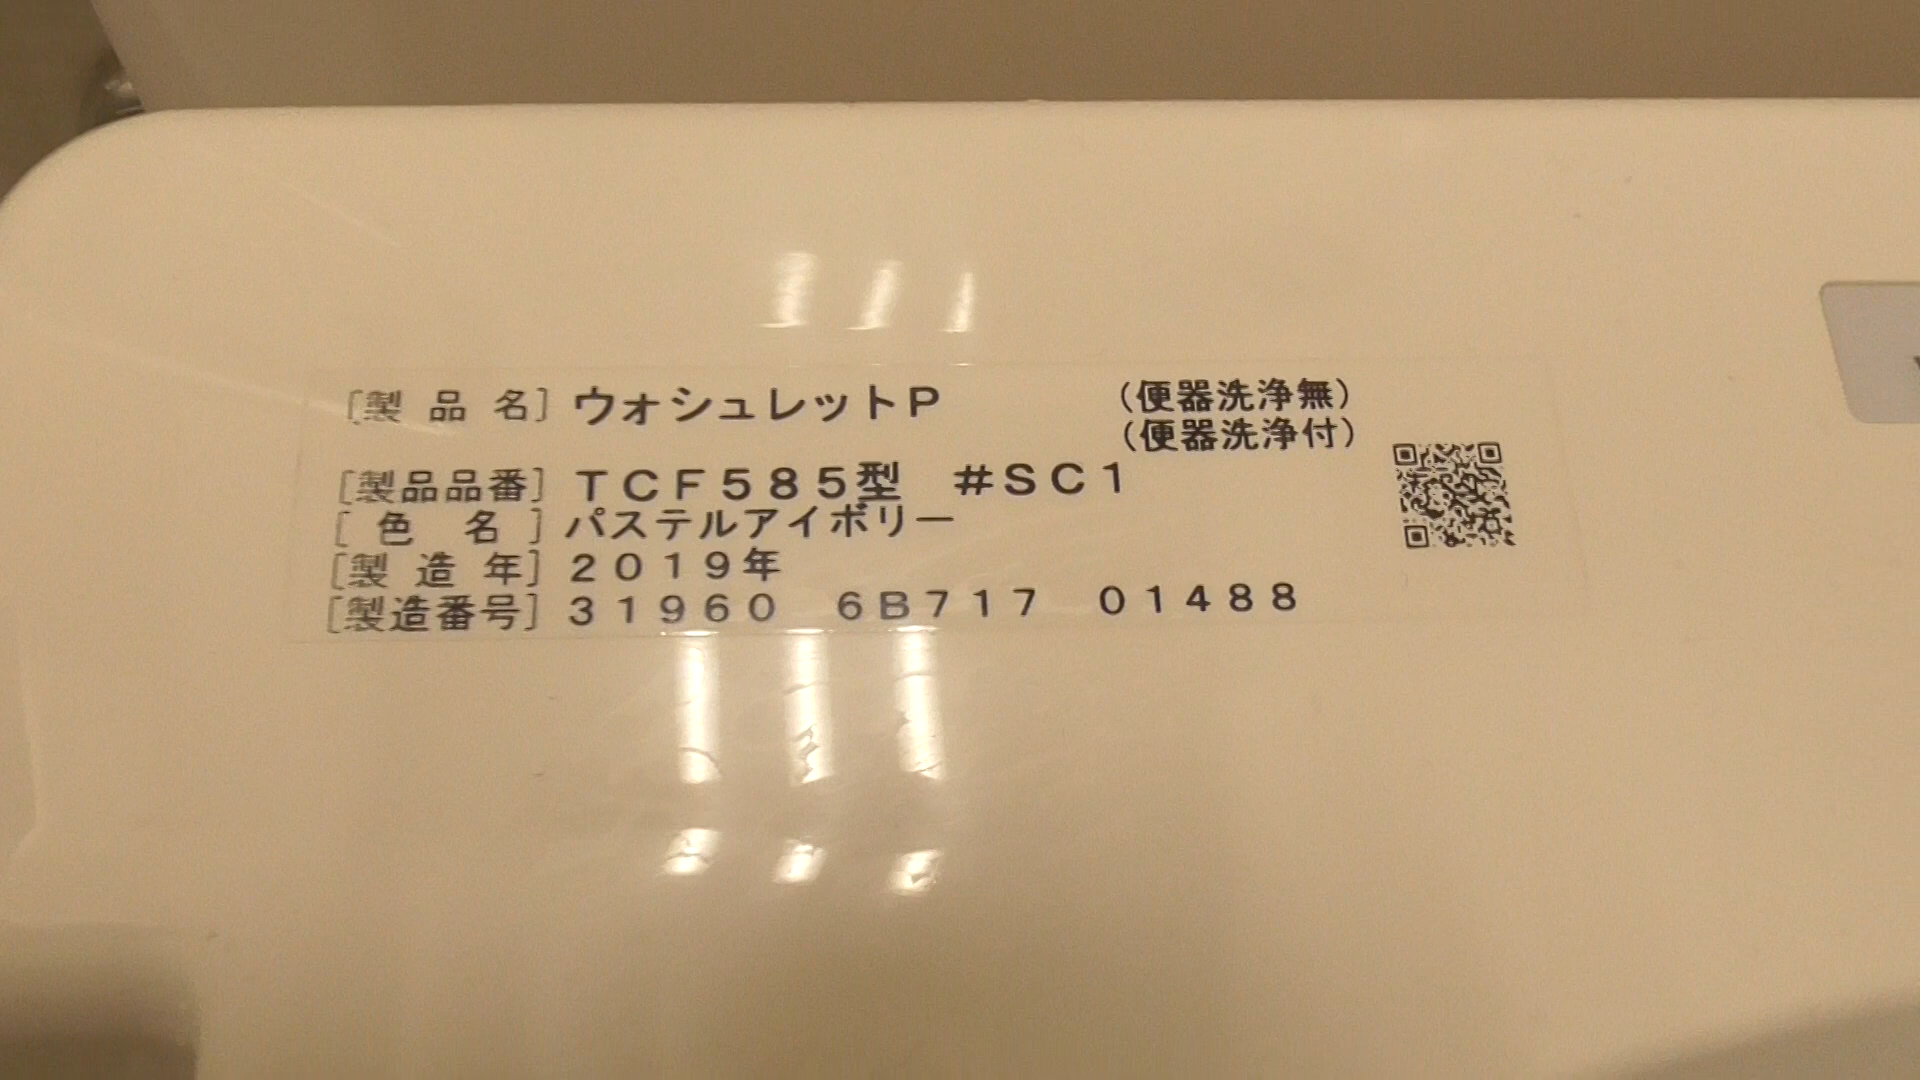 [製品名] ウォシュレットP (便器洗浄無)
(便器洗浄付)
[製品品番] TCF585型 #SC1
[色名] パステルアイボリー
[製造年] 2019年
[製造番号] 31960 6B717 01488